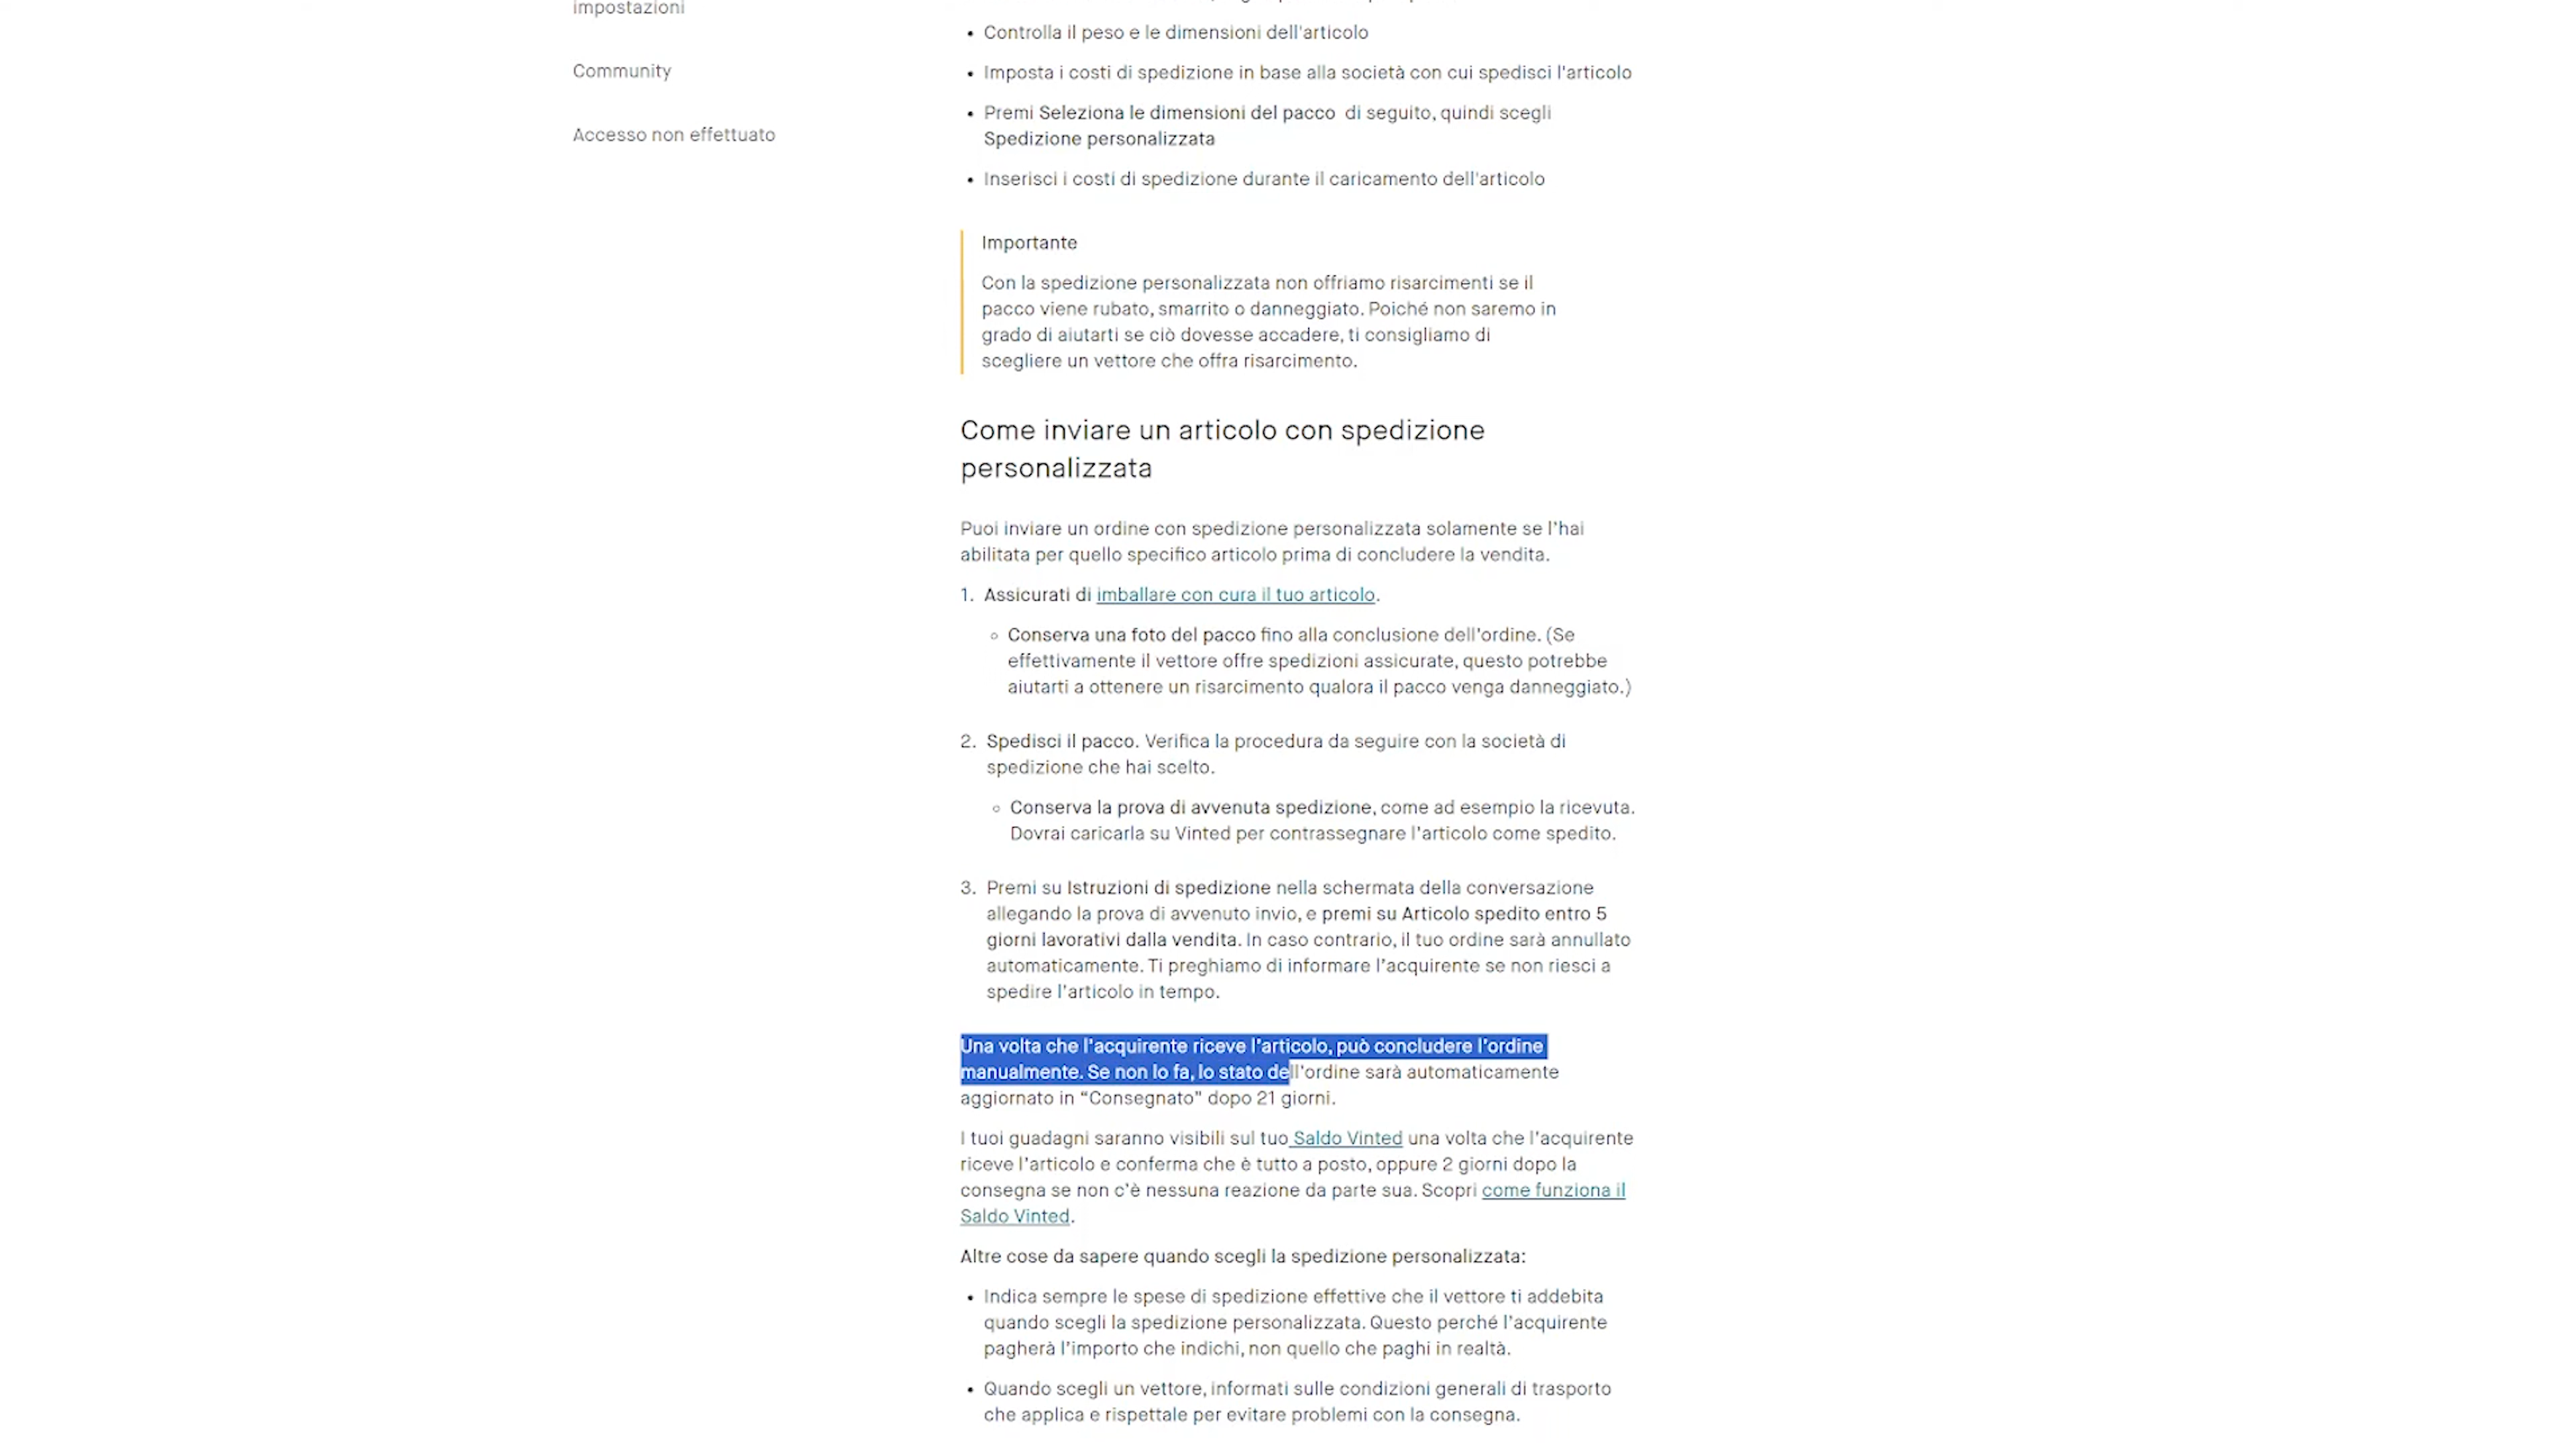 impostazioni
Community
Accesso non effettuato
• Controlla il peso e le dimensioni dell'articolo
• Imposta i costi di spedizione in base alla società con cui spedisci l'articolo
• Premi Seleziona le dimensioni del pacco di seguito, quindi scegli
Spedizione personalizzata
• Inserisci i costi di spedizione durante il caricamento dell'articolo
Importante
Con la spedizione personalizzata non offriamo risarcimenti se il
pacco viene rubato, smarrito o danneggiato. Poiché non saremo in
grado di aiutarti se ciò dovesse accadere, ti consigliamo di
scegliere un vettore che offra risarcimento.
Come inviare un articolo con spedizione
personalizzata
Puoi inviare un ordine con spedizione personalizzata solamente se l'hai
abilitata per quello specifico articolo prima di concludere la vendita.
1. Assicurati di imballare con cura il tuo articolo.
◦ Conserva una foto del pacco fino alla conclusione dell'ordine. (Se
effettivamente il vettore offre spedizioni assicurate, questo potrebbe
aiutarti a ottenere un risarcimento qualora il pacco venga danneggiato.)
2. Spedisci il pacco. Verifica la procedura da seguire con la società di
spedizione che hai scelto.
◦ Conserva la prova di avvenuta spedizione, come ad esempio la ricevuta.
Dovrai caricarla su Vinted per contrassegnare l'articolo come spedito.
3. Premi su Istruzioni di spedizione nella schermata della conversazione
allegando la prova di avvenuto invio, e premi su Articolo spedito entro 5
giorni lavorativi dalla vendita. In caso contrario, il tuo ordine sarà annullato
automaticamente. Ti preghiamo di informare l'acquirente se non riesci a
spedire l'articolo in tempo.
Una volta che l'acquirente riceve l'articolo, può concludere l'ordine
manualmente. Se non lo fa, lo stato dell'ordine sarà automaticamente
aggiornato in “Consegnato” dopo 21 giorni.
I tuoi guadagni saranno visibili sul tuo Saldo Vinted una volta che l'acquirente
riceve l'articolo e conferma che è tutto a posto, oppure 2 giorni dopo la
consegna se non c'è nessuna reazione da parte sua. Scopri come funziona il
Saldo Vinted.
Altre cose da sapere quando scegli la spedizione personalizzata:
• Indica sempre le spese di spedizione effettive che il vettore ti addebita
quando scegli la spedizione personalizzata. Questo perché l'acquirente
pagherà l'importo che indichi, non quello che paghi in realtà.
• Quando scegli un vettore, informati sulle condizioni generali di trasporto
che applica e rispettale per evitare problemi con la consegna.